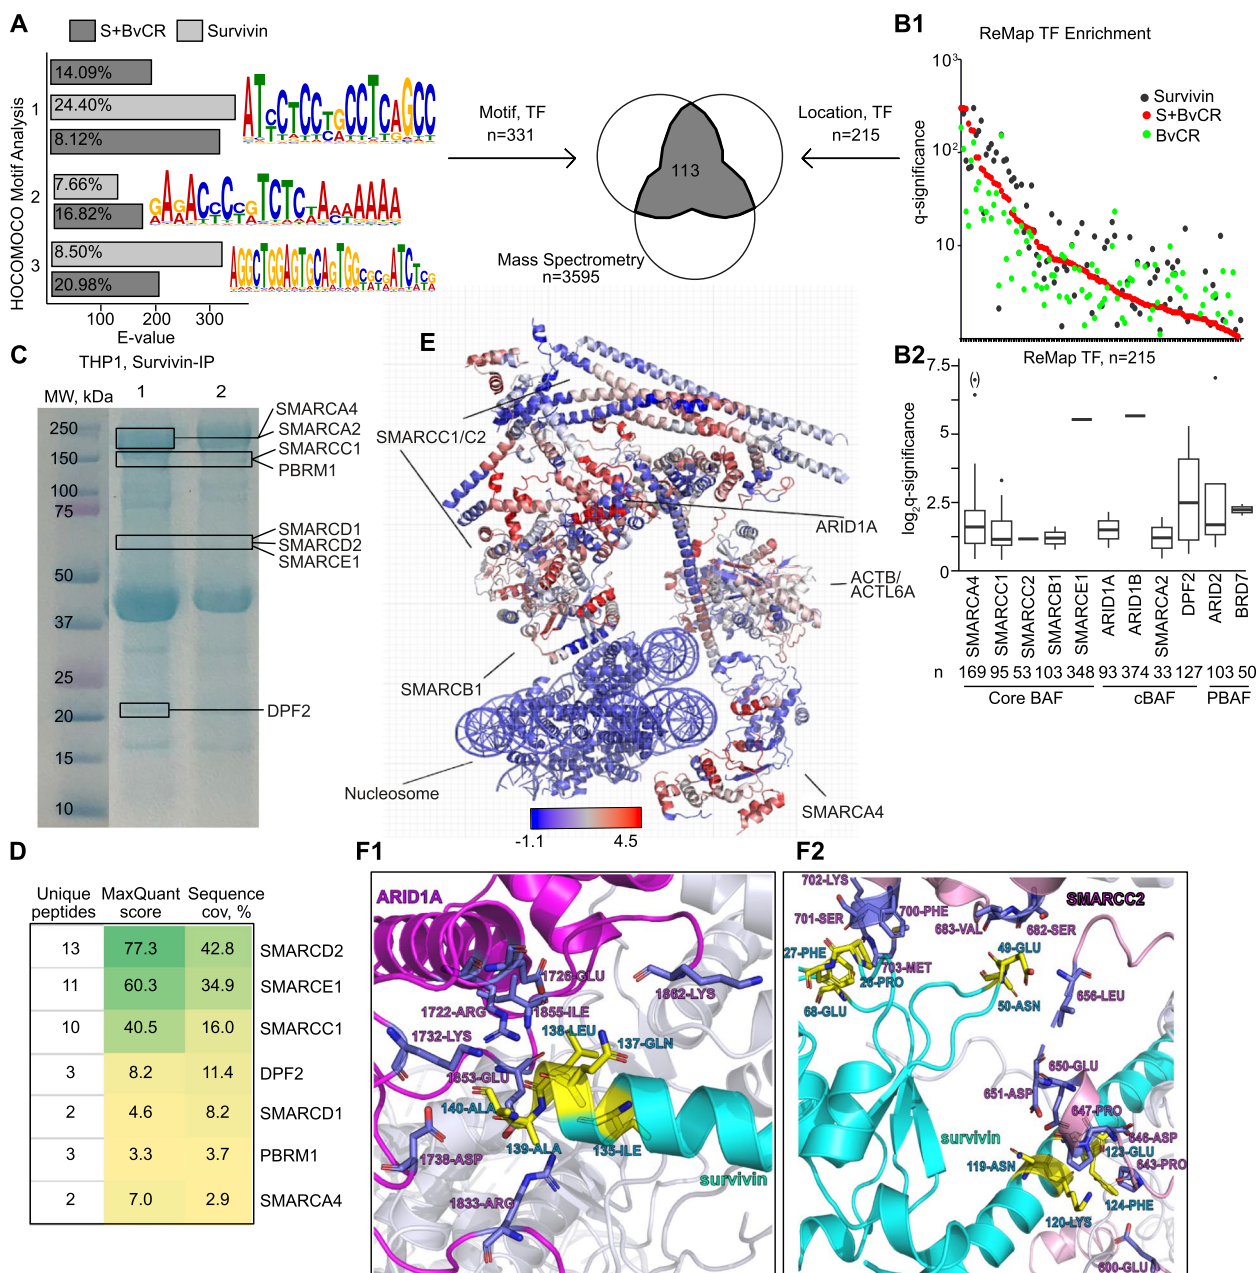 A
S+BvCR
Survivin
HOCOMOCO Motif Analysis
1
14.09%
24.40%
8.12%
2
7.66%
16.82%
3
8.50%
20.98%
100
200
300
E-value
Motif, TF
n=331
113
Location, TF
n=215
Mass Spectrometry
n=3595
B1
ReMap TF Enrichment
q-significance
10³
10²
10
Survivin
S+BvCR
BvCR
B2
ReMap TF, n=215
log₂q-significance
7.5
5
2.5
0
(•)
SMARCA4
SMARCC1
SMARCC2
SMARCB1
SMARCE1
ARID1A
ARID1B
SMARCA2
DPF2
ARID2
BRD7
n 169 95 53 103 348 93 374 33 127 103 50
Core BAF
cBAF
PBAF
C
THP1, Survivin-IP
MW, kDa
1
2
250
150
100
75
50
37
25
20
15
10
SMARCA4
SMARCA2
SMARCC1
PBRM1
SMARCD1
SMARCD2
SMARCE1
DPF2
E
SMARCC1/C2
ARID1A
ACTB/
ACTL6A
SMARCB1
Nucleosome
SMARCA4
-1.1
4.5
D
Unique peptides MaxQuant score Sequence cov, %
13 77.3 42.8 SMARCD2
11 60.3 34.9 SMARCE1
10 40.5 16.0 SMARCC1
3 8.2 11.4 DPF2
2 4.6 8.2 SMARCD1
3 3.3 3.7 PBRM1
2 7.0 2.9 SMARCA4
F1
ARID1A
1726-GLU
1862-LYS
1722-ARG
1855-ILE
1732-LYS
138-LEU
137-GLN
1853-GLU
140-ALA
139-ALA
135-ILE
1738-ASP
survivin
1833-ARG
F2
702-LYS
SMARCC2
701-SER
700-PHE
683-VAL
682-SER
27-PHE
49-GLU
703-MET
26-PRO
68-GLU
50-ASN
656-LEU
650-GLU
651-ASP
647-PRO
survivin
646-ASP
123-GLU
119-ASN
643-PRO
124-PHE
120-LYS
600-GLU